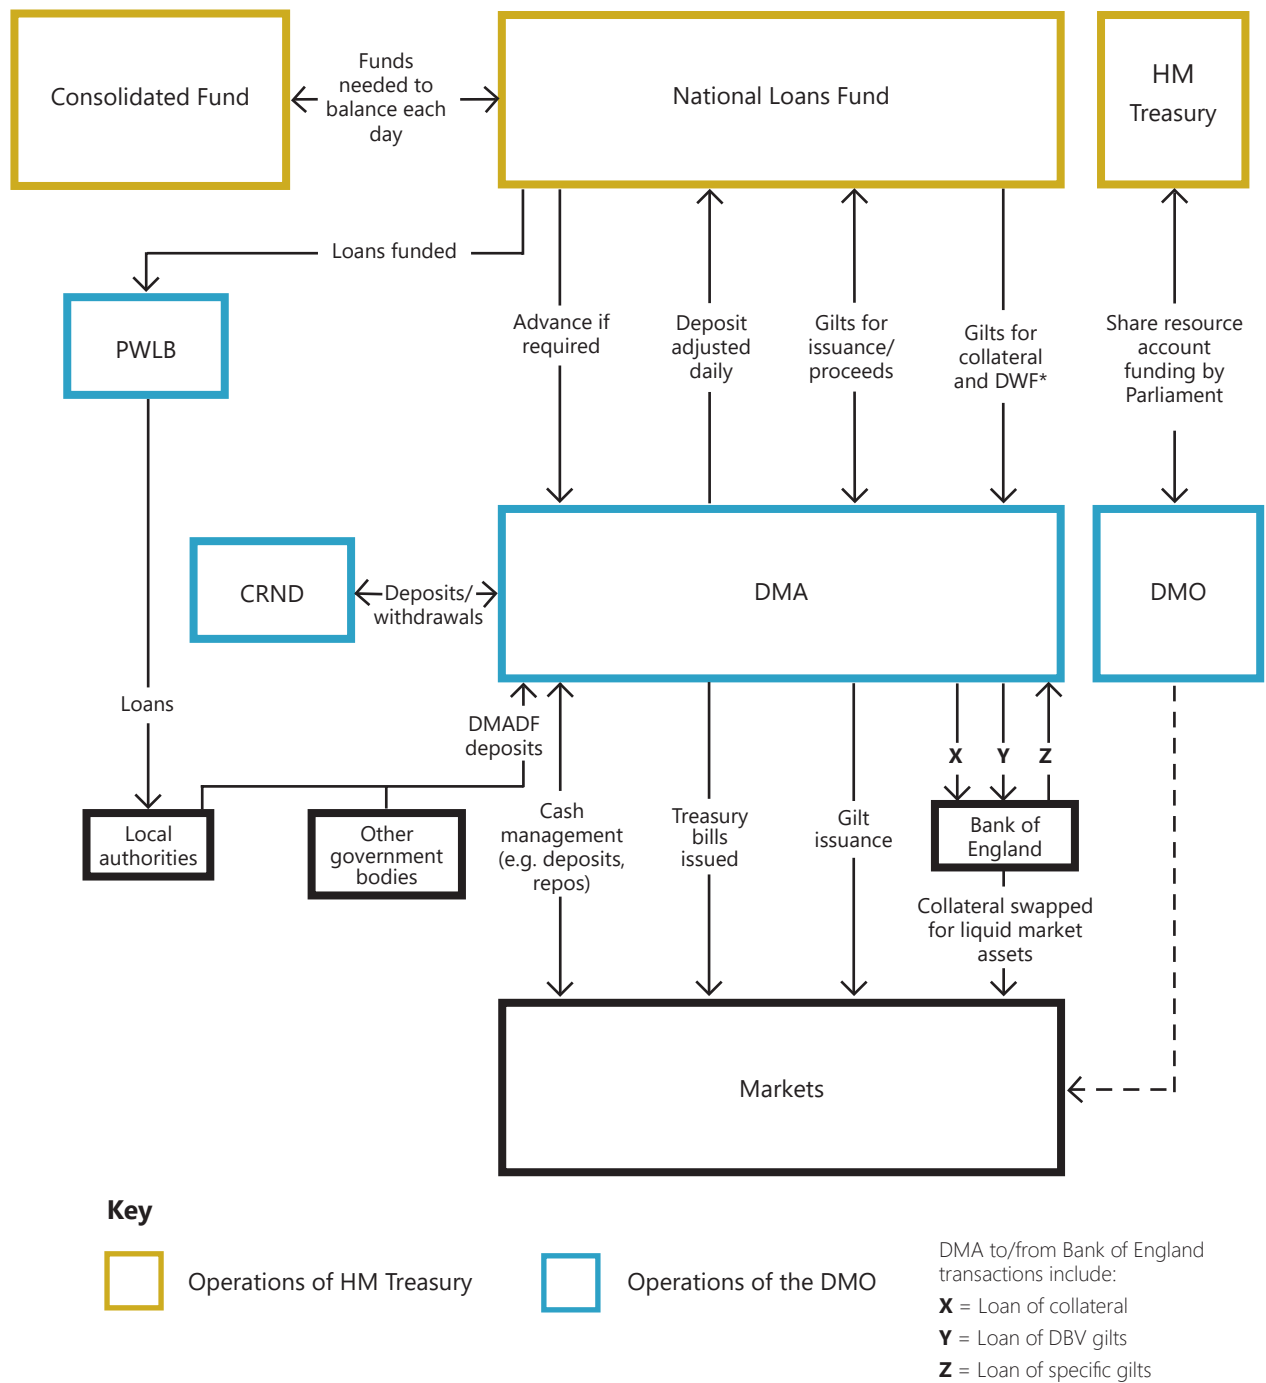 Consolidated Fund
Funds
needed to
balance each
day
National Loans Fund
HM
Treasury
Loans funded
PWLB
Advance if
required
Deposit
adjusted
daily
Gilts for
issuance/
proceeds
Gilts for
collateral
and DWF*
Share resource
account
funding by
Parliament
CRND
Deposits/
withdrawals
DMA
DMO
Loans
DMADF
deposits
X
Y
Z
Local
authorities
Other
government
bodies
Cash
management
(e.g. deposits,
repos)
Treasury
bills
issued
Gilt
issuance
Bank of
England
Collateral swapped
for liquid market
assets
Markets
Key
Operations of HM Treasury
Operations of the DMO
DMA to/from Bank of England
transactions include:
X = Loan of collateral
Y = Loan of DBV gilts
Z = Loan of specific gilts